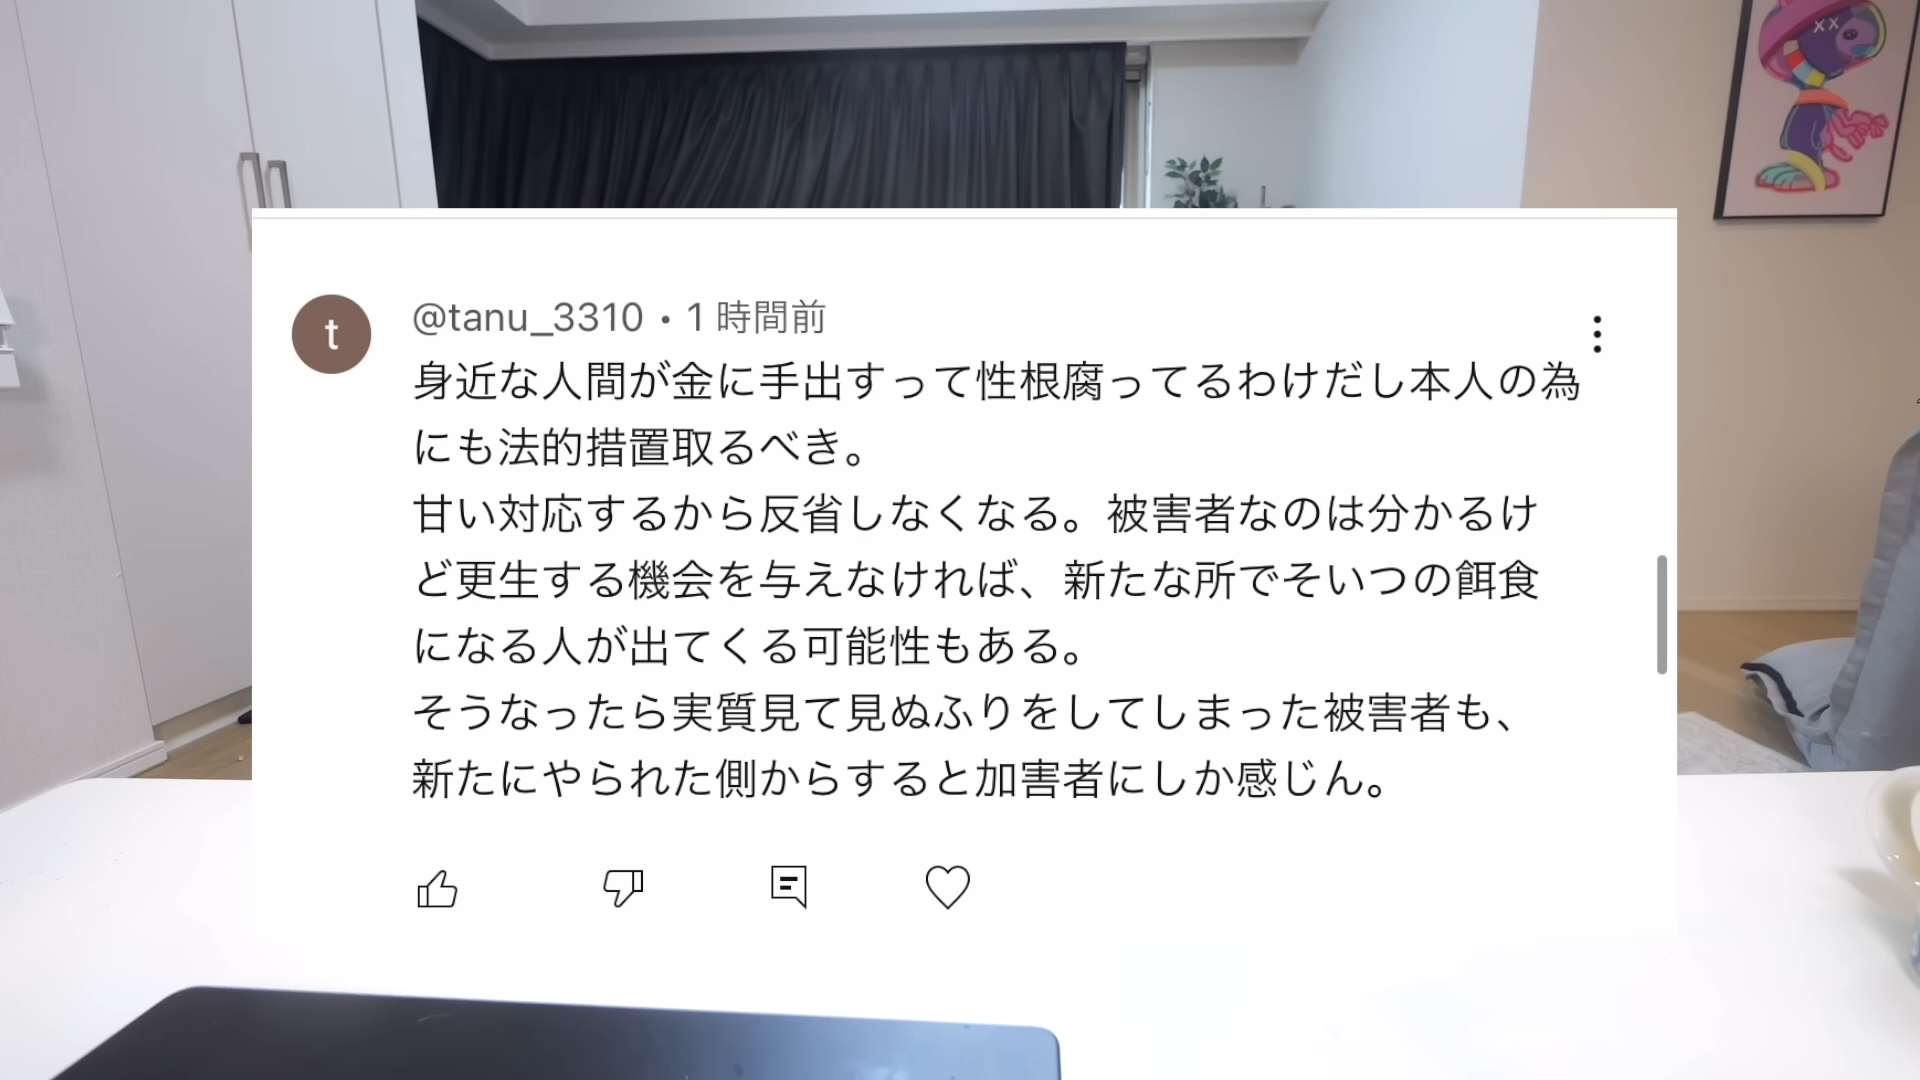 t
@tanu_3310・1 時間前
身近な人間が金に手出すって性根腐ってるわけだし本人の為
にも法的措置取るべき。
甘い対応するから反省しなくなる。被害者なのは分かるけ
ど更生する機会を与えなければ、新たな所でそいつの餌食
になる人が出てくる可能性もある。
そうなったら実質見て見ぬふりをしてしまった被害者も、
新たにやられた側からすると加害者にしか感じん。